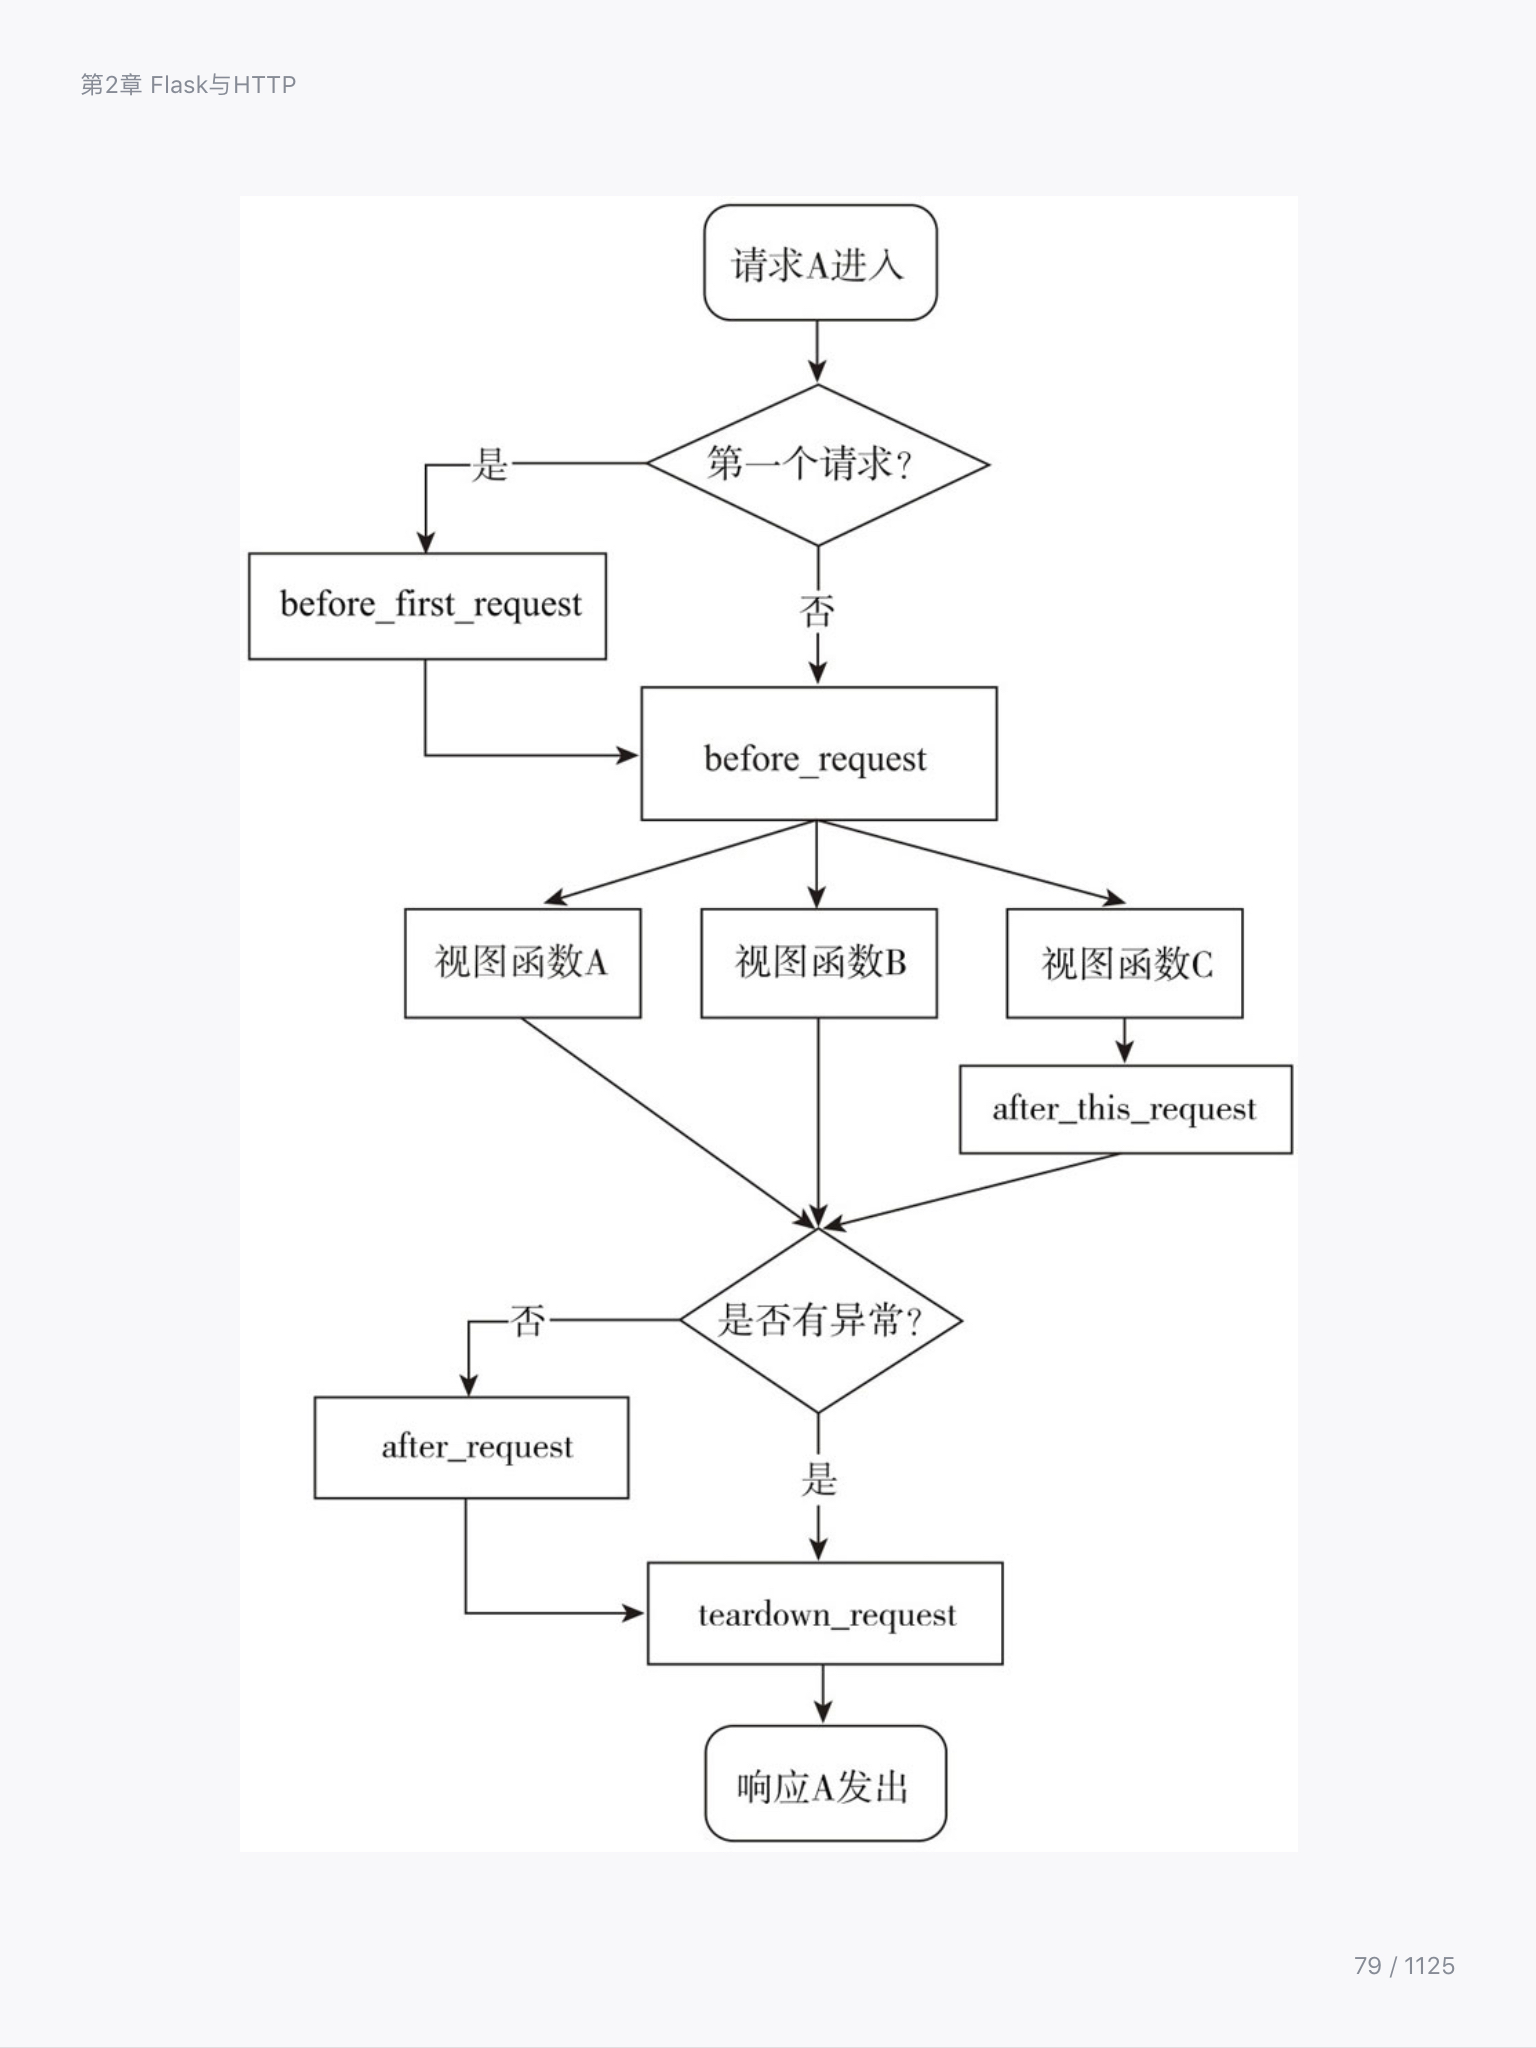 第2章 Flask与HTTP
请求A进入
第一个请求?
是
before_first_request
否
before_request
视图函数A
视图函数B
视图函数C
after_this_request
是否有异常?
否
after_request
是
teardown_request
响应A发出
79 / 1125